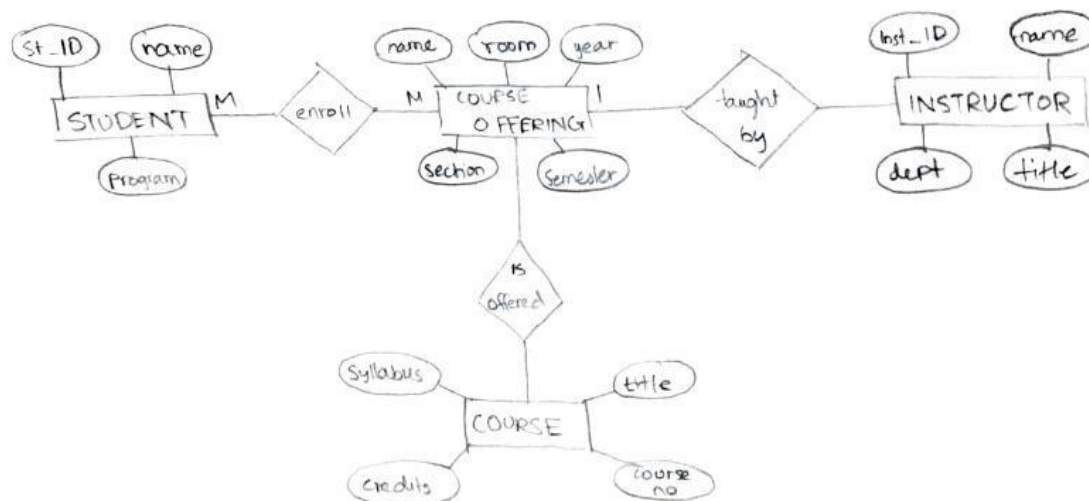 St_ID
name
name
room
year
Inst_ID
name
M
M
1
STUDENT
enroll
COURSE
OFFERING
taught
by
INSTRUCTOR
program
section
Semester
dept
title
is
offered
Syllabus
title
COURSE
credits
course
no